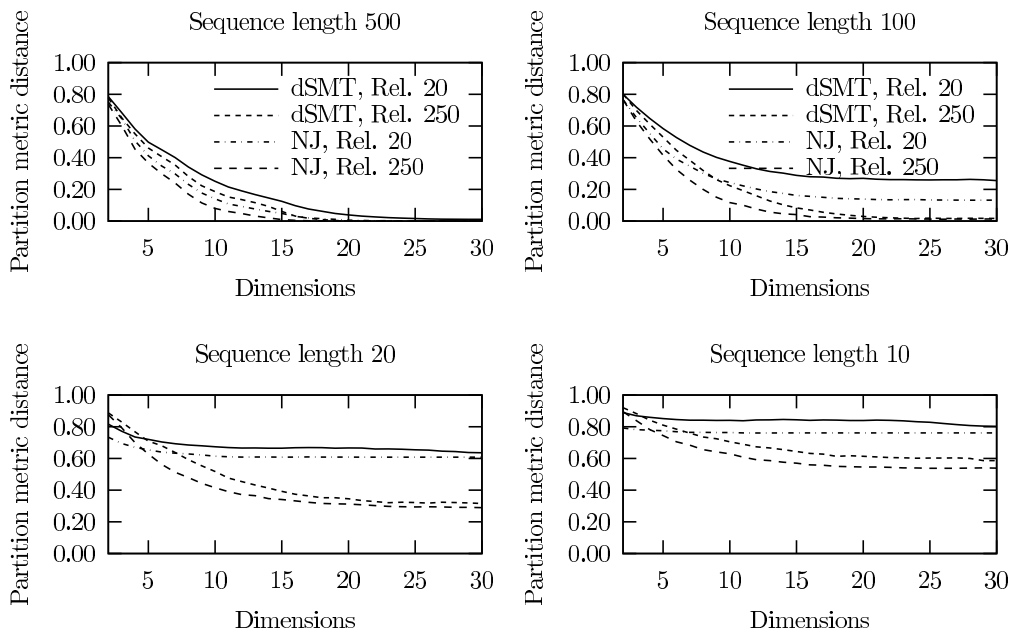 Sequence length 500
Partition metric distance
1.00
0.80
0.60
0.40
0.20
0.00
dSMT, Rel. 20
dSMT, Rel. 250
NJ, Rel. 20
NJ, Rel. 250
5 10 15 20 25 30
Dimensions
Sequence length 100
Partition metric distance
1.00
0.80
0.60
0.40
0.20
0.00
dSMT, Rel. 20
dSMT, Rel. 250
NJ, Rel. 20
NJ, Rel. 250
5 10 15 20 25 30
Dimensions
Sequence length 20
Partition metric distance
1.00
0.80
0.60
0.40
0.20
0.00
5 10 15 20 25 30
Dimensions
Sequence length 10
Partition metric distance
1.00
0.80
0.60
0.40
0.20
0.00
5 10 15 20 25 30
Dimensions